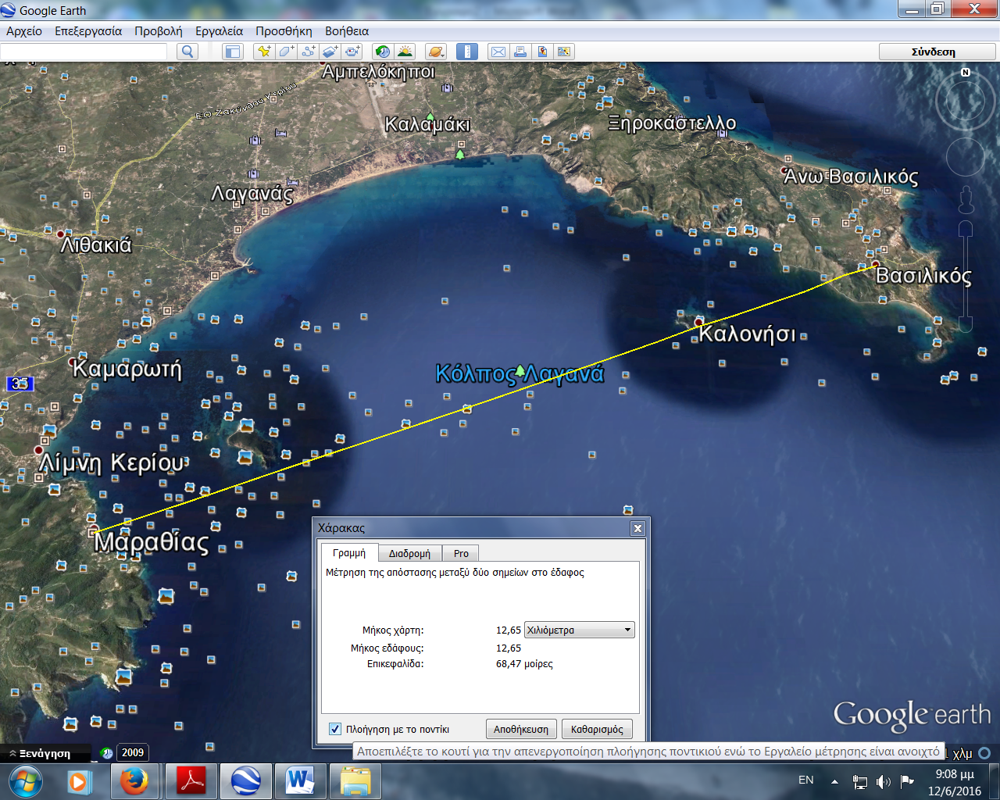 Google Earth
Αρχείο Επεξεργασία Προβολή Εργαλεία Προσθήκη Βοήθεια
Σύνδεση
Αμπελόκηποι
N
ΕΟ Ζακύνθου Κερίου
Καλαμάκι
Ξηροκάστελλο
Άνω Βασιλικός
Λαγανάς
Λιθακιά
Βασιλικός
Καλονήσι
Καμαρωτή
Κόλπος Λαγανά
35
Λίμνη Κερίου
Μαραθίας
Χάρακας
Γραμμή Διαδρομή Pro
Μέτρηση της απόστασης μεταξύ δύο σημείων στο έδαφος
Μήκος χάρτη: 12,65 Χιλιόμετρα
Μήκος εδάφους: 12,65
Επικεφαλίδα: 68,47 μοίρες
Google earth
Πλοήγηση με το ποντίκι Αποθήκευση Καθαρισμός
Ξενάγηση 2009
Αποεπιλέξτε το κουτί για την απενεργοποίηση πλοήγησης ποντικιού ενώ το Εργαλείο μέτρησης είναι ανοιχτό
χλμ
EN
9:08 μμ
12/6/2016